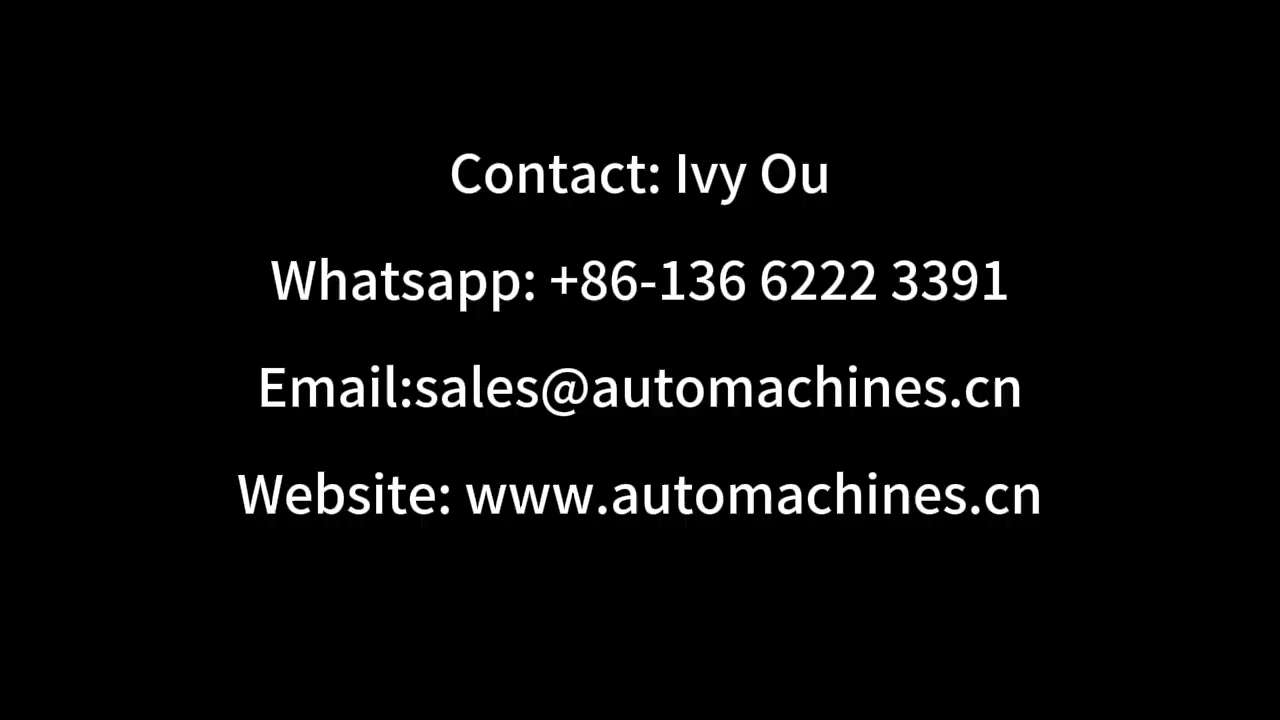 Contact: Ivy Ou
Whatsapp: +86-136 6222 3391
Email:sales@automachines.cn
Website: www.automachines.cn